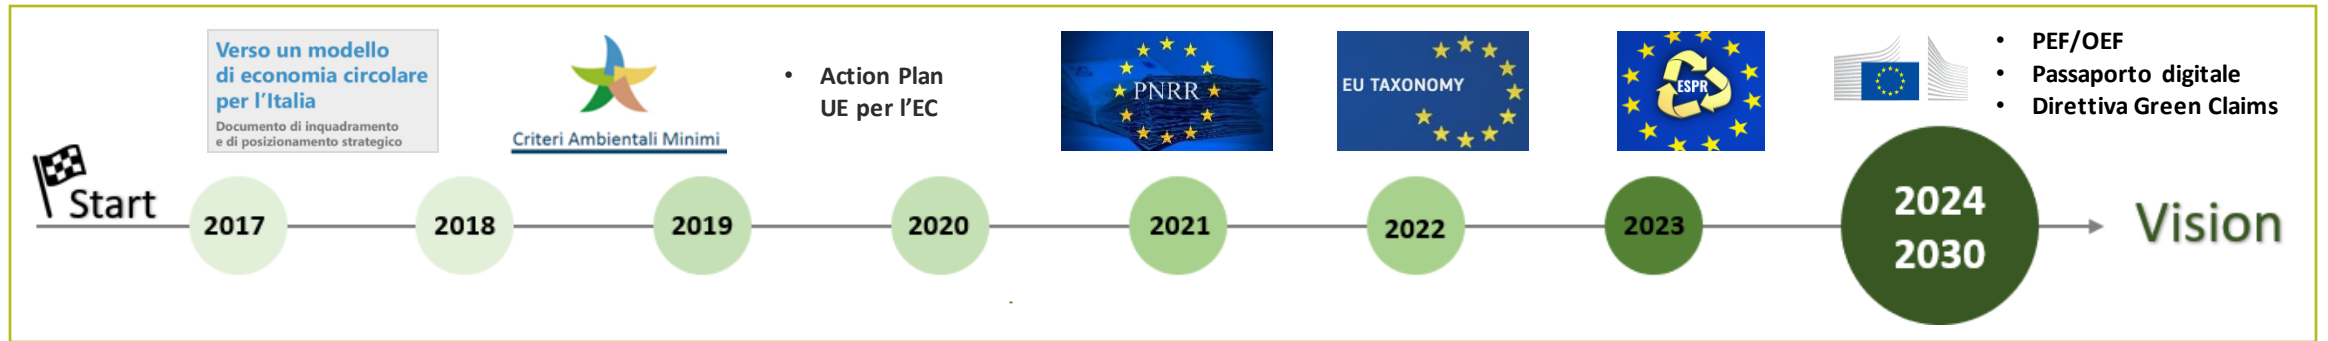 Verso un modello
di economia circolare
per l'Italia
Documento di inquadramento
e di posizionamento strategico
Criteri Ambientali Minimi
• Action Plan
UE per l'EC
PNRR
EU TAXONOMY
ESPR
• PEF/OEF
• Passaporto digitale
• Direttiva Green Claims
Start
2017
2018
2019
2020
2021
2022
2023
2024
2030
Vision